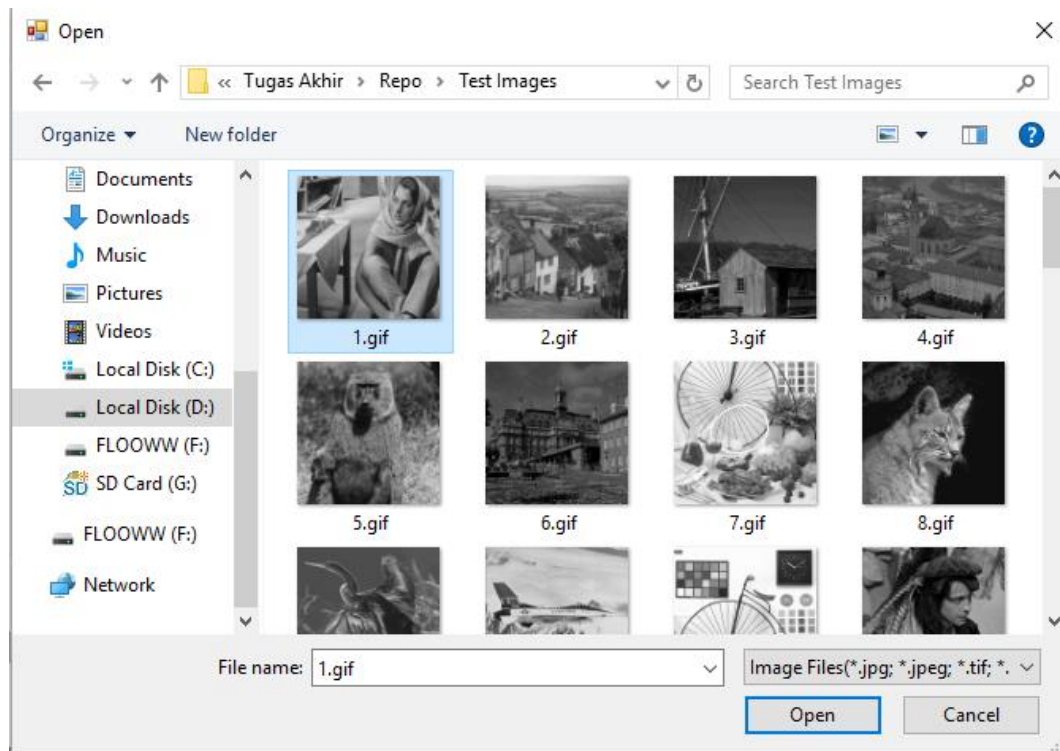 Open
« Tugas Akhir > Repo > Test Images
Search Test Images
Organize
New folder
Documents
Downloads
Music
Pictures
Videos
Local Disk (C:)
Local Disk (D:)
FLOOWW (F:)
SD Card (G:)
FLOOWW (F:)
Network
1.gif
2.gif
3.gif
4.gif
5.gif
6.gif
7.gif
8.gif
File name: 1.gif
Image Files(*.jpg; *.jpeg; *.tif; *.
Open
Cancel